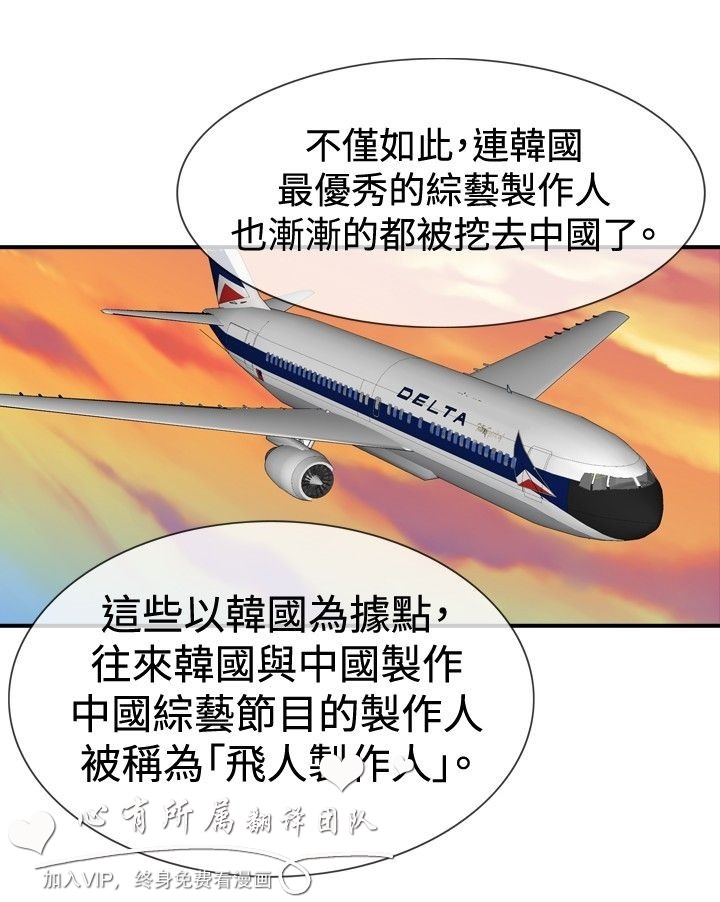 不僅如此,連韓國
最優秀的綜藝製作人
也漸漸的都被挖去中國了。
DELTA
這些以韓國為據點,
往來韓國與中國製作
中國綜藝節目的製作人
被稱為「飛人製作人」。
心有所属翻译团队
加入VIP，终身免费看漫画